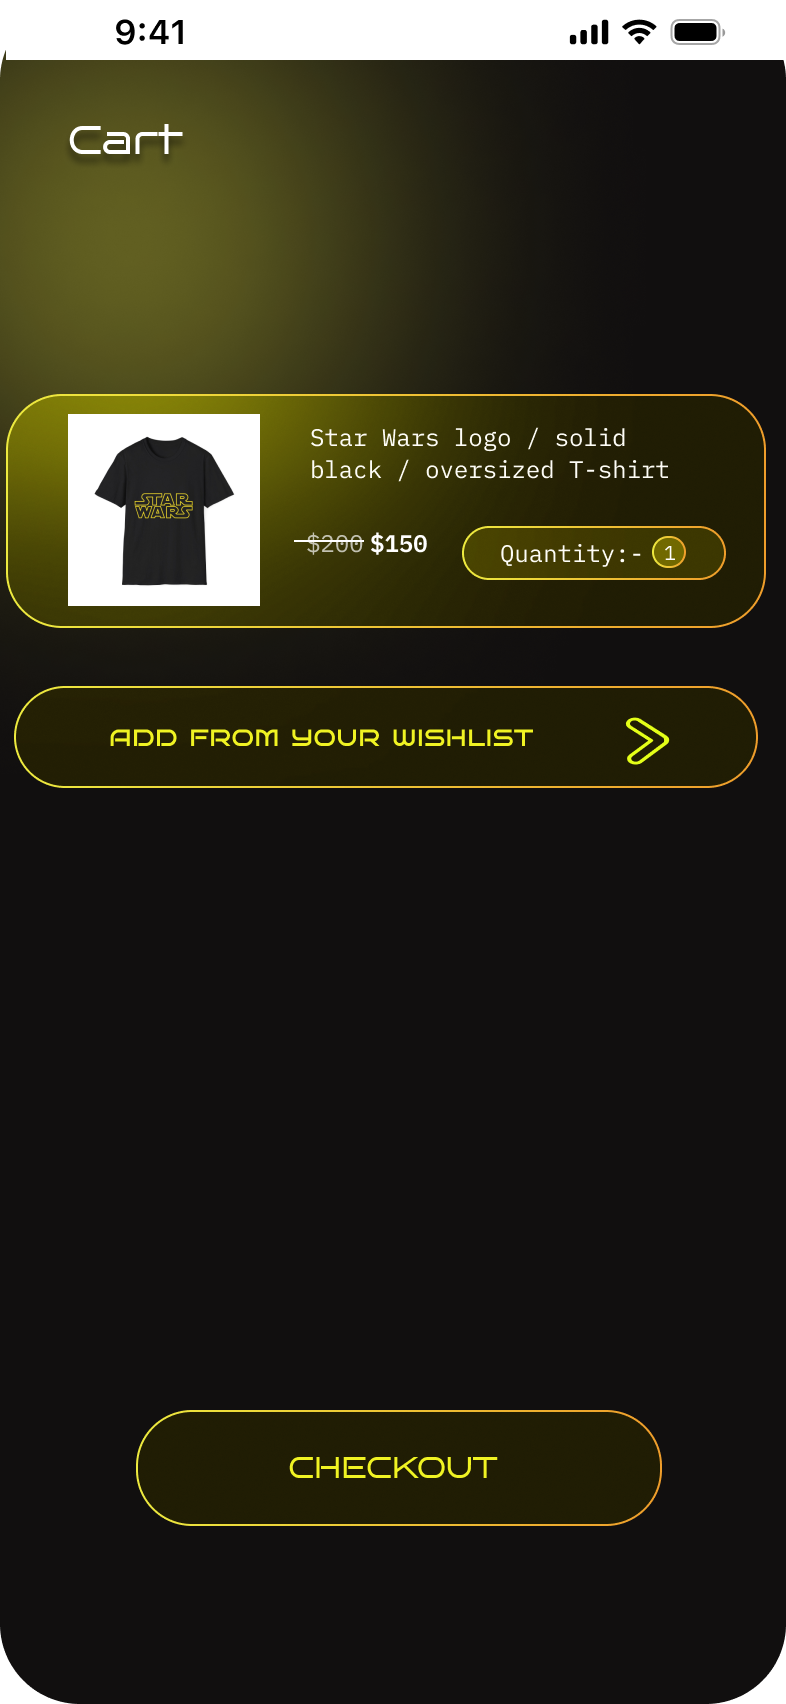 9:41
Cart
Star Wars logo / solid
black / oversized T-shirt
STAR
WARS
$200 $150
Quantity:- 1
ADD FROM YOUR WISHLIST
CHECKOUT